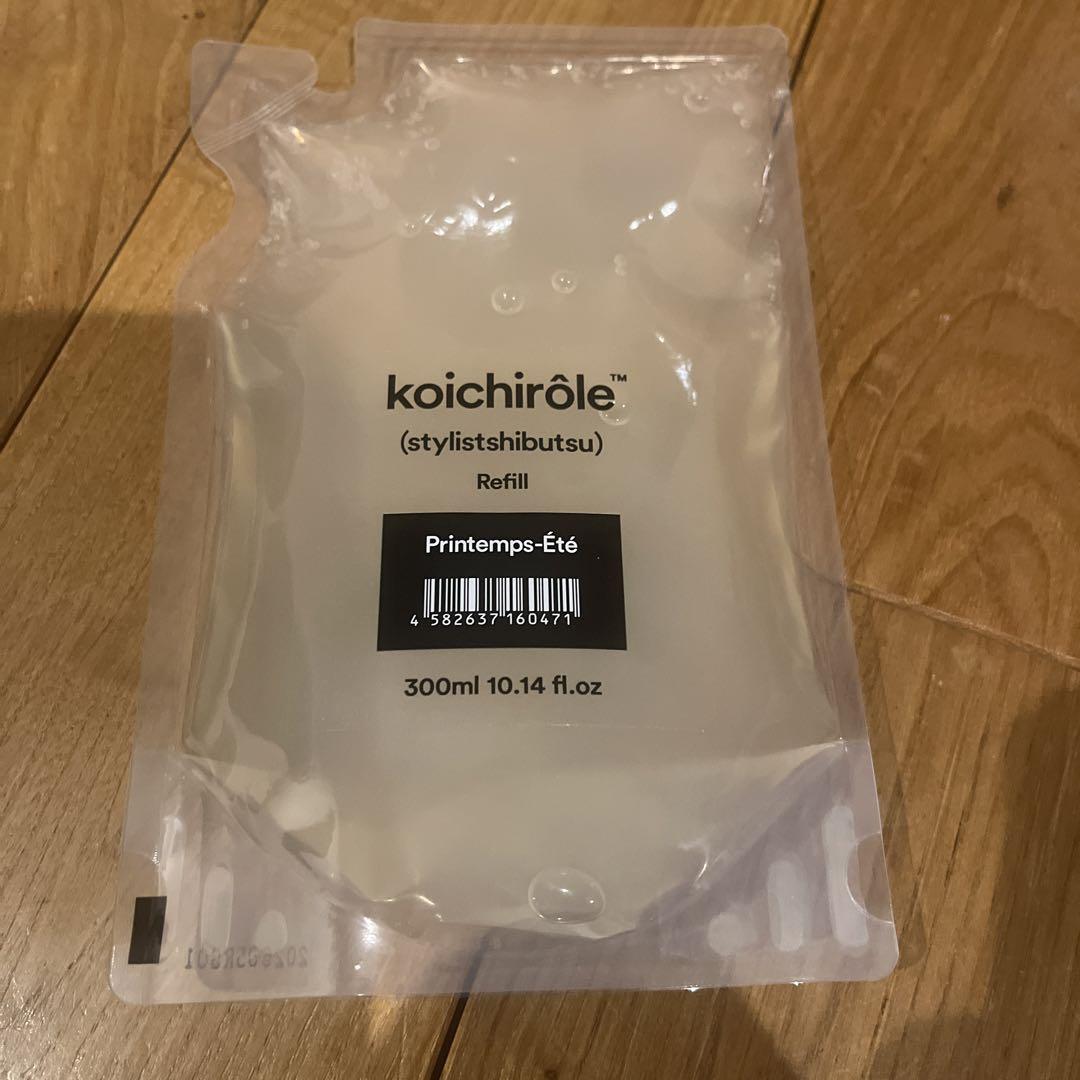 koichirôle™
(stylistshibutsu)
Refill
Printemps-Été
4 582637 160471
300ml 10.14 fl.oz